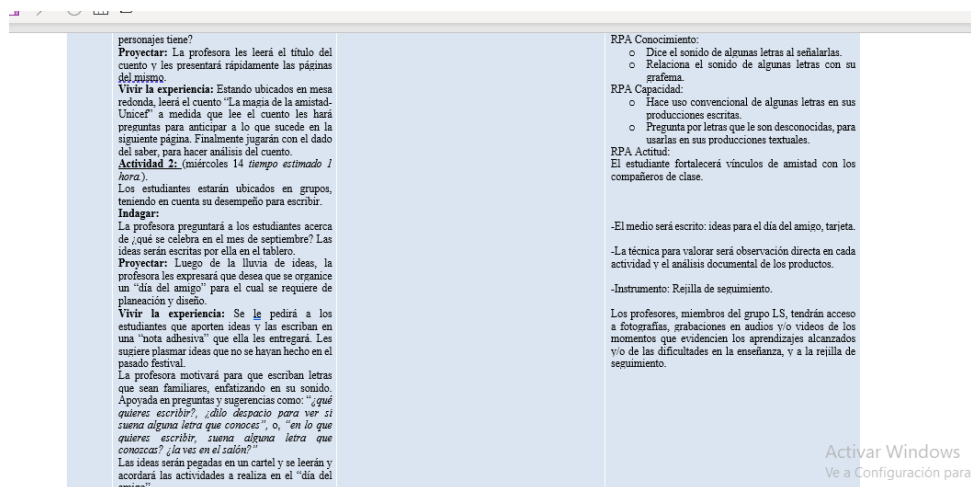 personajes tiene?
Proyectar: La profesora les leerá el título del
cuento y les presentará rápidamente las páginas
del mismo.
Vivir la experiencia: Estando ubicados en mesa
redonda, leerá el cuento “La magia de la amistad-
Unicef” a medida que lee el cuento les hará
preguntas para anticipar a lo que sucede en la
siguiente página. Finalmente jugarán con el dado
del saber, para hacer análisis del cuento.
Actividad 2: (miércoles 14 tiempo estimado 1
hora).
Los estudiantes estarán ubicados en grupos,
teniendo en cuenta su desempeño para escribir.
Indagar:
La profesora preguntará a los estudiantes acerca
de ¿qué se celebra en el mes de septiembre? Las
ideas serán escritas por ella en el tablero.
Proyectar: Luego de la lluvia de ideas, la
profesora les expresará que desea que se organice
un “día del amigo” para el cual se requiere de
planeación y diseño.
Vivir la experiencia: Se le pedirá a los
estudiantes que aporten ideas y las escriban en
una “nota adhesiva” que ella les entregará. Les
sugiere plasmar ideas que no se hayan hecho en el
pasado festival.
La profesora motivará para que escriban letras
que sean familiares, enfatizando en su sonido.
Apoyada en preguntas y sugerencias como: “¿qué
quieres escribir?, ¿dilo despacio para ver si
suena alguna letra que conoces”, o, “en lo que
quieres escribir, suena alguna letra que
conozcas? ¿la ves en el salón?”
Las ideas serán pegadas en un cartel y se leerán y
acordará las actividades a realiza en el “día del
amigo”
RPA Conocimiento:
o Dice el sonido de algunas letras al señalarlas.
o Relaciona el sonido de algunas letras con su
grafema.
RPA Capacidad:
o Hace uso convencional de algunas letras en sus
producciones escritas.
o Pregunta por letras que le son desconocidas, para
usarlas en sus producciones textuales.
RPA Actitud:
El estudiante fortalecerá vínculos de amistad con los
compañeros de clase.
-El medio será escrito: ideas para el día del amigo, tarjeta.
-La técnica para valorar será observación directa en cada
actividad y el análisis documental de los productos.
-Instrumento: Rejilla de seguimiento.
Los profesores, miembros del grupo LS, tendrán acceso
a fotografías, grabaciones en audios y/o videos de los
momentos que evidencien los aprendizajes alcanzados
y/o de las dificultades en la enseñanza, y a la rejilla de
seguimiento.
Activar Windows
Ve a Configuración para